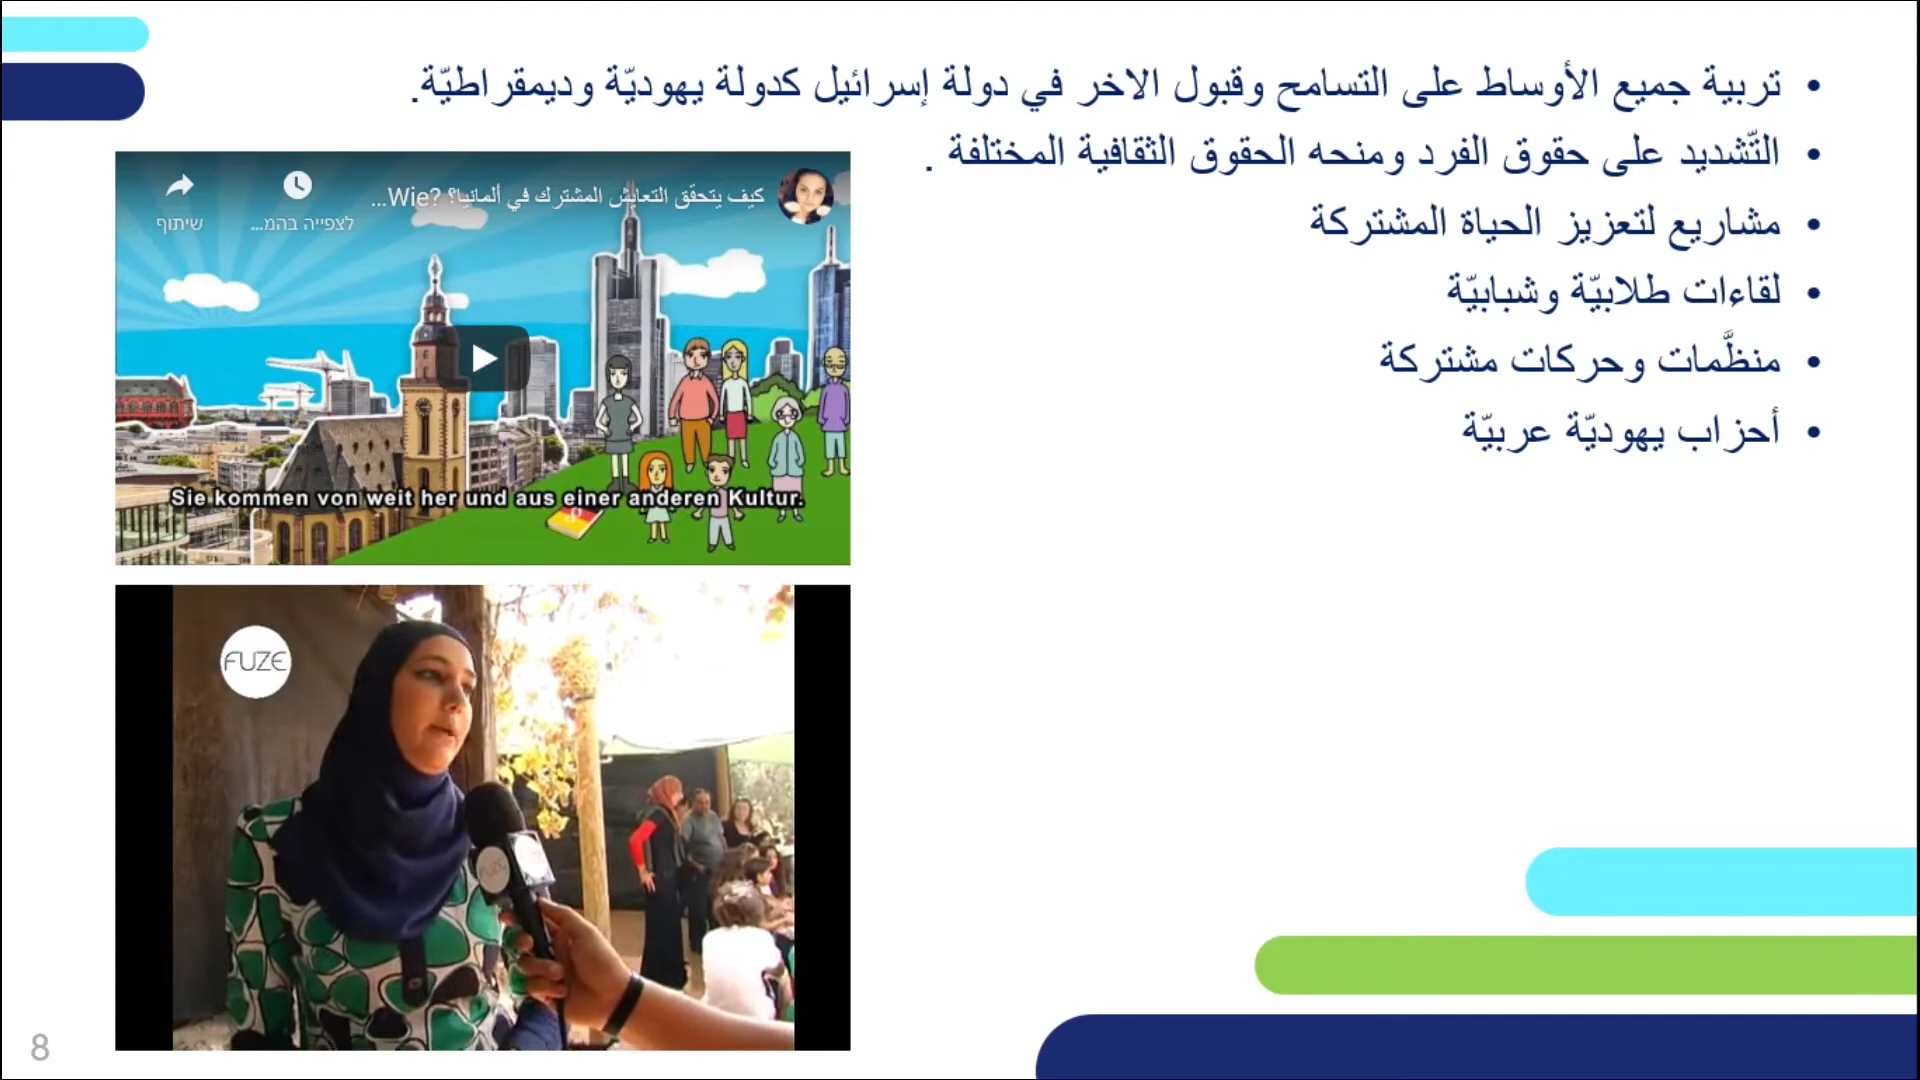 • تربية جميع الأوساط على التسامح وقبول الاخر في دولة إسرائيل كدولة يهوديّة وديمقراطيّة.
• التّشديد على حقوق الفرد ومنحه الحقوق الثقافية المختلفة .
• مشاريع لتعزيز الحياة المشتركة
• لقاءات طلابيّة وشبابيّة
• منظَّمات وحركات مشتركة
• أحزاب يهوديّة عربيّة
كيف يتحقق التعايش المشترك في ألمانيا؟ Wie?...
לצפייה בהמ...
שיתוף
Sie kommen von weit her und aus einer anderen Kultur.
FUZE
FUZE
8